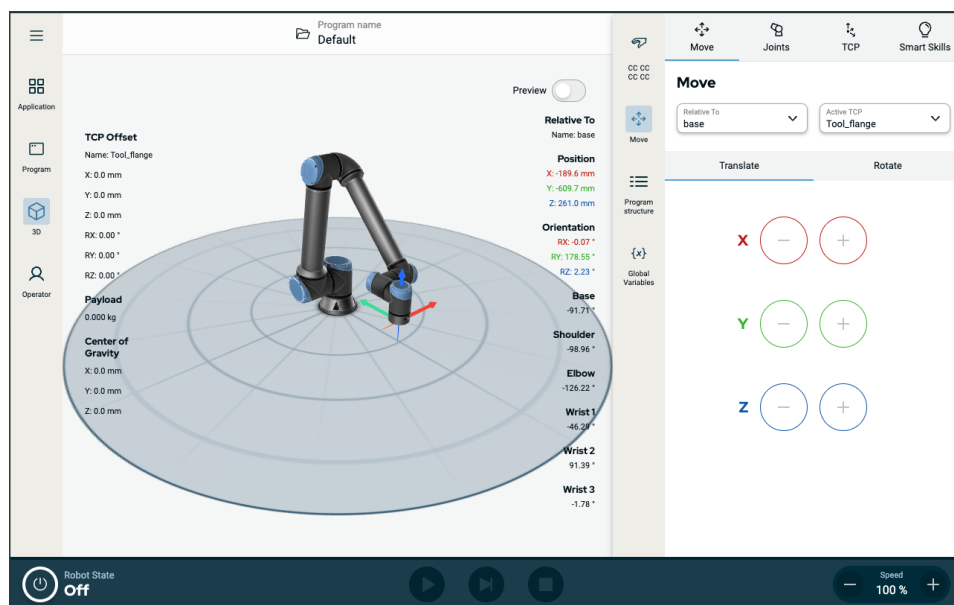 Program name
Default
Application
Program
3D
Operator
Preview
TCP Offset
Name: Tool_flange
X: 0.0 mm
Y: 0.0 mm
Z: 0.0 mm
RX: 0.00 °
RY: 0.00 °
RZ: 0.00 °
Payload
0.000 kg
Center of
Gravity
X: 0.0 mm
Y: 0.0 mm
Z: 0.0 mm
Relative To
Name: base
Position
X: -189.6 mm
Y: -609.7 mm
Z: 261.0 mm
Orientation
RX: -0.07 °
RY: 178.55 °
RZ: 2.23 °
Base
-91.71 °
Shoulder
-98.96 °
Elbow
-126.22 °
Wrist 1
-46.29 °
Wrist 2
91.39 °
Wrist 3
-1.78 °
CC CC
CC CC
Move
Program
structure
{x}
Global
Variables
Move
Joints
TCP
Smart Skills
Move
Relative To
base
Active TCP
Tool_flange
Translate
Rotate
X − +
Y − +
Z − +
Robot State
Off
Speed
− 100 % +